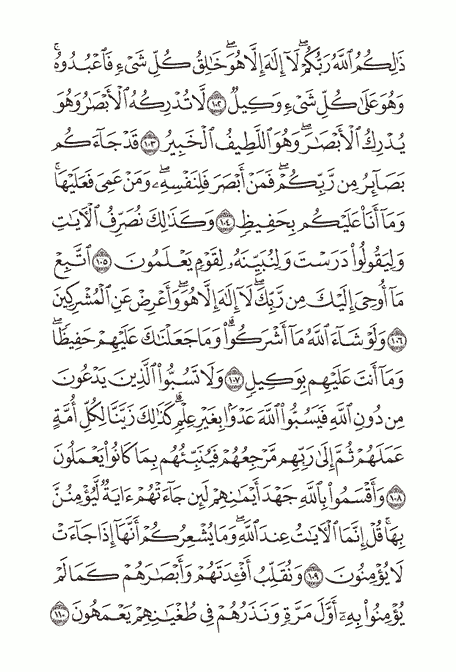 ذَٰلِكُمُ ٱللَّهُ رَبُّكُمۡۖ لَآ إِلَٰهَ إِلَّا هُوَۖ خَٰلِقُ كُلِّ شَيۡءٖ فَٱعۡبُدُوهُۚ
وَهُوَ عَلَىٰ كُلِّ شَيۡءٖ وَكِيلٞ ١٠٢ لَّا تُدۡرِكُهُ ٱلۡأَبۡصَٰرُ وَهُوَ
يُدۡرِكُ ٱلۡأَبۡصَٰرَۖ وَهُوَ ٱللَّطِيفُ ٱلۡخَبِيرُ ١٠٣ قَدۡ جَآءَكُم
بَصَآئِرُ مِن رَّبِّكُمۡۖ فَمَنۡ أَبۡصَرَ فَلِنَفۡسِهِۦۖ وَمَنۡ عَمِيَ فَعَلَيۡهَاۚ
وَمَآ أَنَا۠ عَلَيۡكُم بِحَفِيظٖ ١٠٤ وَكَذَٰلِكَ نُصَرِّفُ ٱلۡأٓيَٰتِ
وَلِيَقُولُواْ دَرَسۡتَ وَلِنُبَيِّنَهُۥ لِقَوۡمٖ يَعۡلَمُونَ ١٠٥ ٱتَّبِعۡ
مَآ أُوحِيَ إِلَيۡكَ مِن رَّبِّكَۖ لَآ إِلَٰهَ إِلَّا هُوَۖ وَأَعۡرِضۡ عَنِ ٱلۡمُشۡرِكِينَ
١٠٦ وَلَوۡ شَآءَ ٱللَّهُ مَآ أَشۡرَكُواْۗ وَمَا جَعَلۡنَٰكَ عَلَيۡهِمۡ حَفِيظٗاۖ
وَمَآ أَنتَ عَلَيۡهِم بِوَكِيلٖ ١٠٧ وَلَا تَسُبُّواْ ٱلَّذِينَ يَدۡعُونَ
مِن دُونِ ٱللَّهِ فَيَسُبُّواْ ٱللَّهَ عَدۡوَۢا بِغَيۡرِ عِلۡمٖۗ كَذَٰلِكَ زَيَّنَّا لِكُلِّ أُمَّةٍ
عَمَلَهُمۡ ثُمَّ إِلَىٰ رَبِّهِم مَّرۡجِعُهُمۡ فَيُنَبِّئُهُم بِمَا كَانُواْ يَعۡمَلُونَ
١٠٨ وَأَقۡسَمُواْ بِٱللَّهِ جَهۡدَ أَيۡمَٰنِهِمۡ لَئِن جَآءَتۡهُمۡ ءَايَةٞ لَّيُؤۡمِنُنَّ
بِهَاۚ قُلۡ إِنَّمَا ٱلۡأٓيَٰتُ عِندَ ٱللَّهِۖ وَمَا يُشۡعِرُكُمۡ أَنَّهَآ إِذَا جَآءَتۡ
لَا يُؤۡمِنُونَ ١٠٩ وَنُقَلِّبُ أَفۡـِٔدَتَهُمۡ وَأَبۡصَٰرَهُمۡ كَمَا لَمۡ
يُؤۡمِنُواْ بِهِۦٓ أَوَّلَ مَرَّةٖ وَنَذَرُهُمۡ فِي طُغۡيَٰنِهِمۡ يَعۡمَهُونَ ١١٠